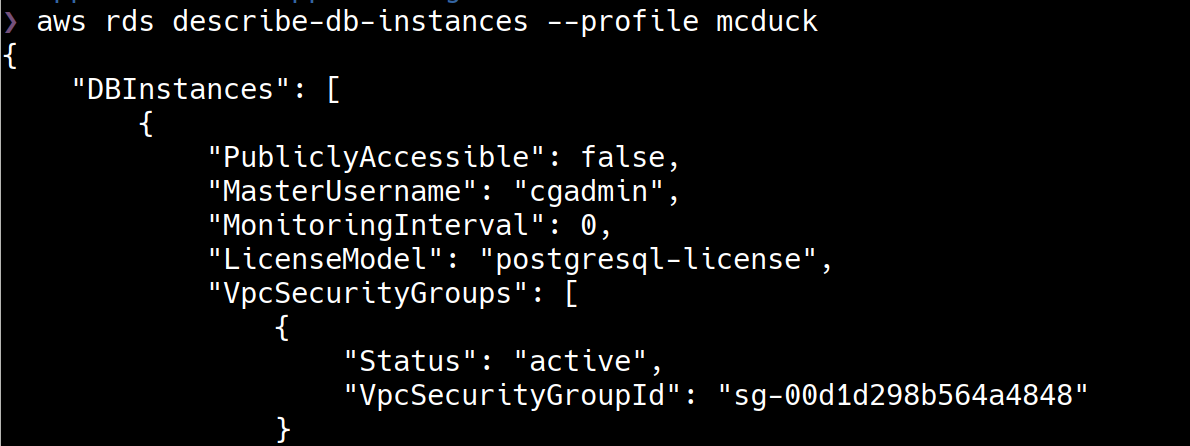 ❯ aws rds describe-db-instances --profile mcduck
{
    "DBInstances": [
        {
            "PubliclyAccessible": false,
            "MasterUsername": "cgadmin",
            "MonitoringInterval": 0,
            "LicenseModel": "postgresql-license",
            "VpcSecurityGroups": [
                {
                    "Status": "active",
                    "VpcSecurityGroupId": "sg-00d1d298b564a4848"
                }